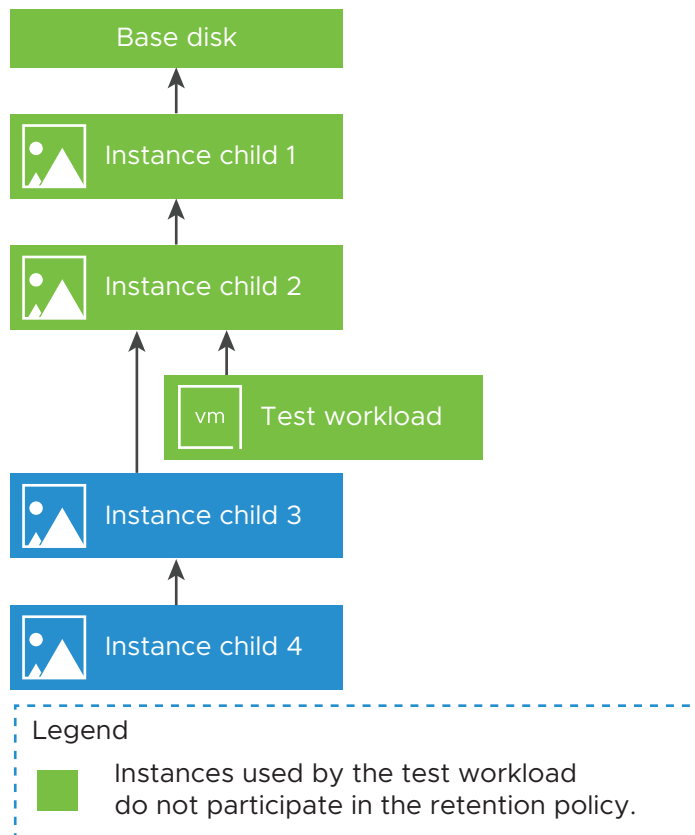 Base disk
Instance child 1
Instance child 2
vm
Test workload
Instance child 3
Instance child 4
Legend
Instances used by the test workload
do not participate in the retention policy.